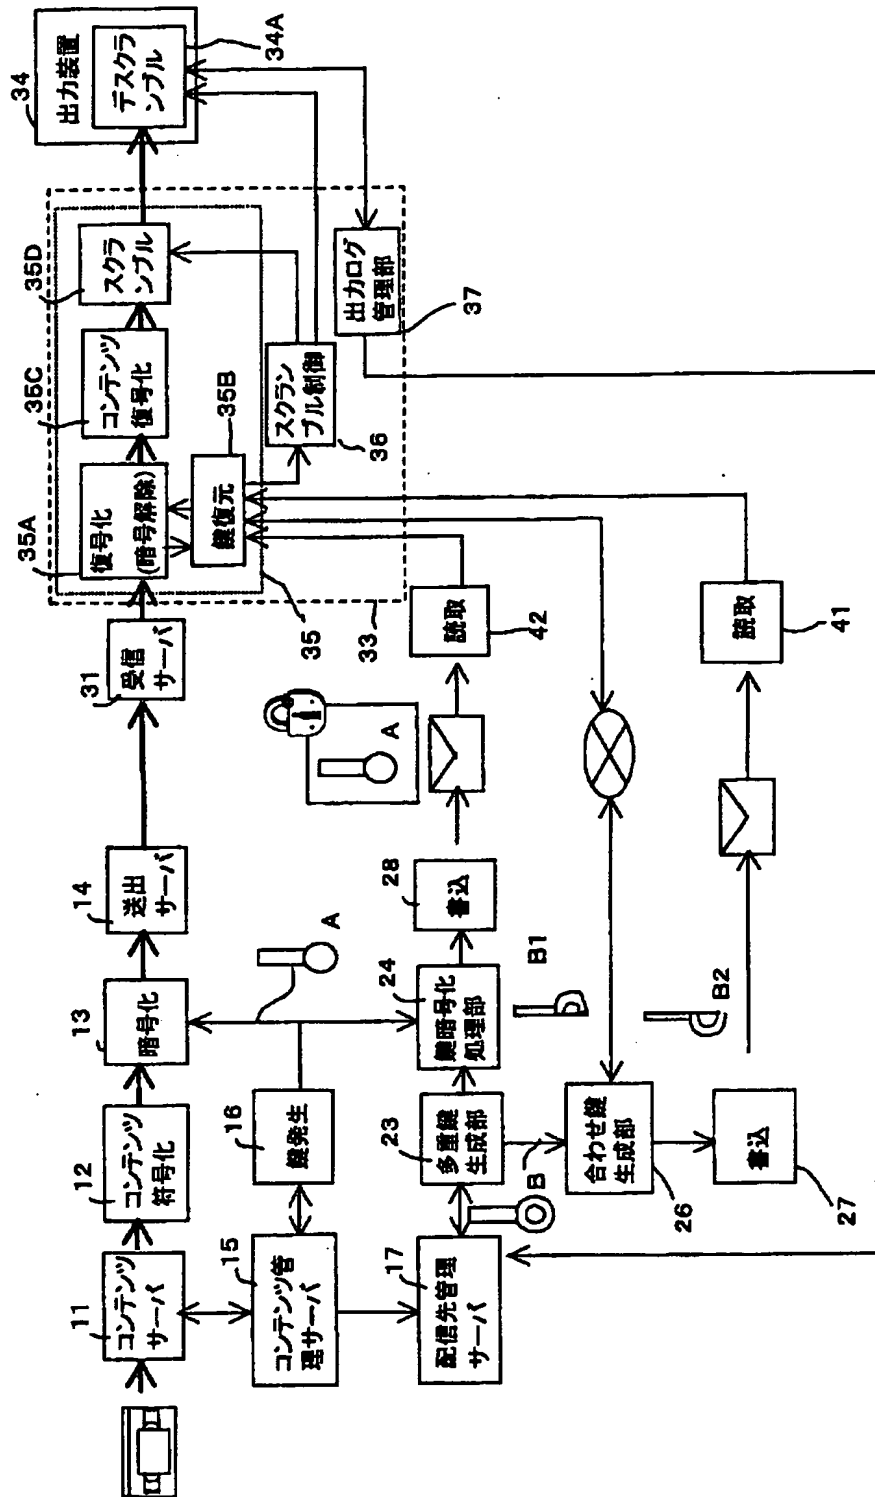 34
出力装置
デスクラ
ンブル
34A
35D
スクラ
ンブル
35C
コンテンツ
復号化
35A
復号化
(暗号解除)
鍵復元
35B
スクラン
ブル制御
36
出力ログ
管理部
37
35
33
31
受信
サーバ
14
送出
サーバ
13
暗号化
12
コンテンツ
符号化
11
コンテンツ
サーバ
A
16
鍵発生
15
コンテンツ管
理サーバ
A
読取
42
28
書込
24
鍵暗号化
処理部
23
多重鍵
生成部
B
17
配信先管理
サーバ
B1
B
合わせ鍵
生成部
26
読取
41
B2
書込
27